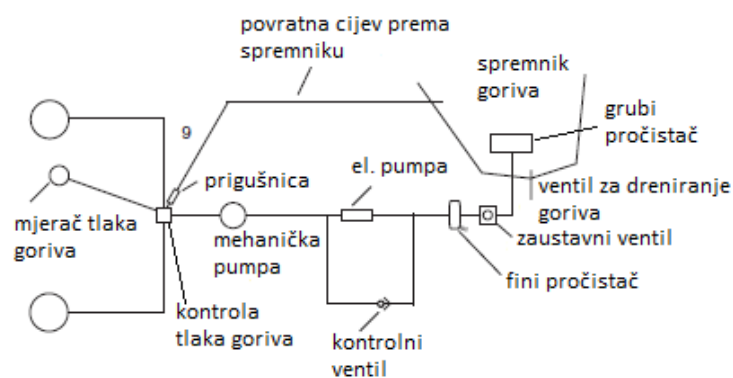 povratna cijev prema
spremniku
spremnik
goriva
grubi
pročistač
9
prigušnica
el. pumpa
ventil za dreniranje
goriva
mjerač tlaka
goriva
mehanička
pumpa
zaustavni ventil
fini pročistač
kontrola
tlaka goriva
kontrolni
ventil